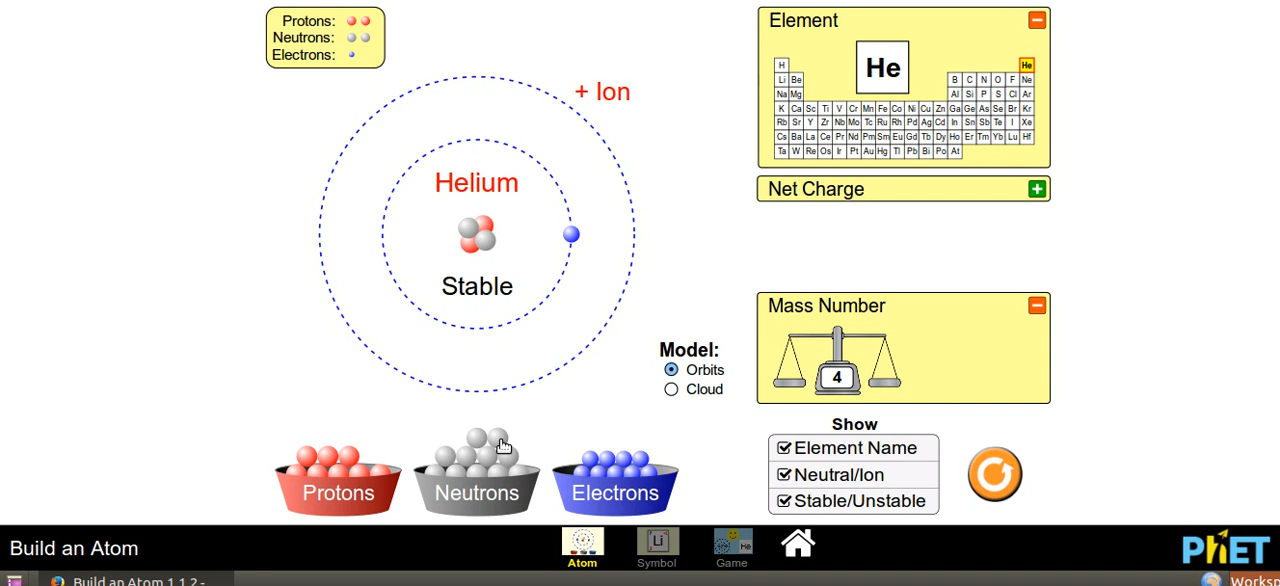 Protons:
Neutrons:
Electrons:
+ Ion
Helium
Stable
Element
He
H He
Li Be B C N O F Ne
Na Mg Al Si P S Cl Ar
K Ca Sc Ti V Cr Mn Fe Co Ni Cu Zn Ga Ge As Se Br Kr
Rb Sr Y Zr Nb Mo Tc Ru Rh Pd Ag Cd In Sn Sb Te I Xe
Cs Ba La Ce Pr Nd Pm Sm Eu Gd Tb Dy Ho Er Tm Yb Lu Hf
Ta W Re Os Ir Pt Au Hg Tl Pb Bi Po At
Net Charge
Mass Number
4
Model:
Orbits
Cloud
Show
Element Name
Neutral/Ion
Stable/Unstable
Protons
Neutrons
Electrons
Build an Atom
Li
He
Atom
Symbol
Game
PhET
Build an Atom 1.1.2 -
Worksp